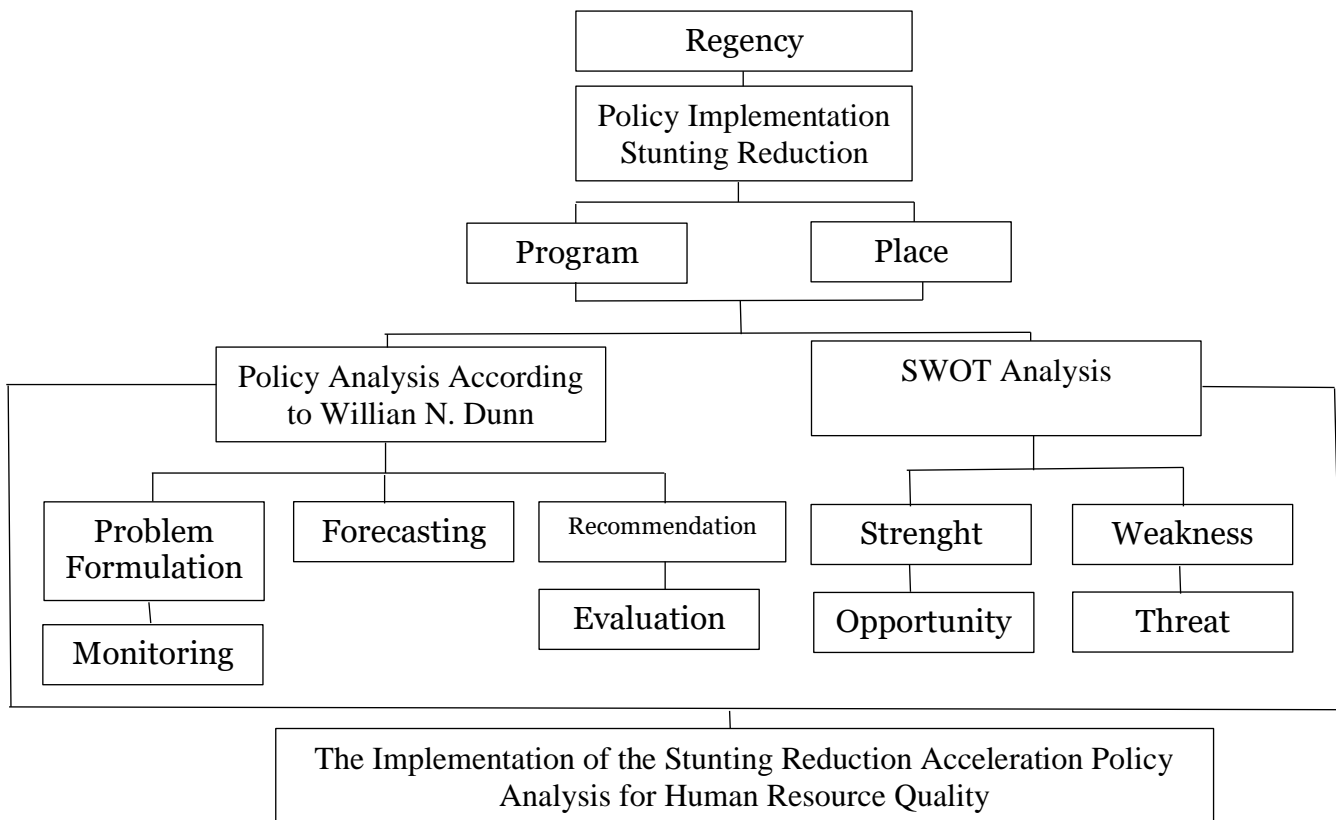 Regency
Policy Implementation
Stunting Reduction
Program
Place
Policy Analysis According
to Willian N. Dunn
SWOT Analysis
Problem
Formulation
Forecasting
Recommendation
Strenght
Weakness
Monitoring
Evaluation
Opportunity
Threat
The Implementation of the Stunting Reduction Acceleration Policy
Analysis for Human Resource Quality